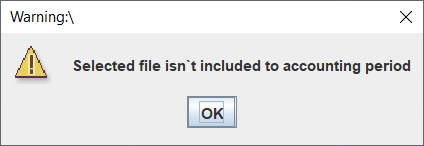 Warning:\
Selected file isn`t included to accounting period
OK